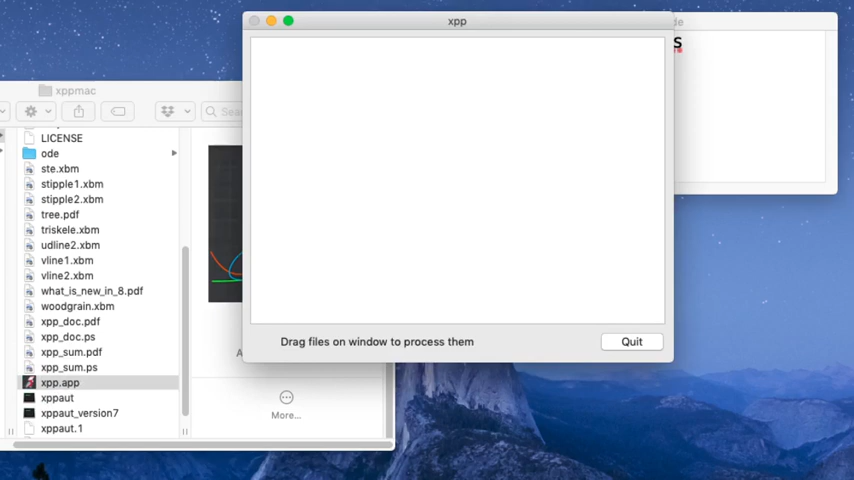 xpp
de
S
xppmac
Sea
LICENSE
ode
ste.xbm
stipple1.xbm
stipple2.xbm
tree.pdf
triskele.xbm
udline2.xbm
vline1.xbm
vline2.xbm
what_is_new_in_8.pdf
woodgrain.xbm
xpp_doc.pdf
xpp_doc.ps
xpp_sum.pdf
xpp_sum.ps
xpp.app
xppaut
xppaut_version7
xppaut.1
Drag files on window to process them
Quit
A
More...